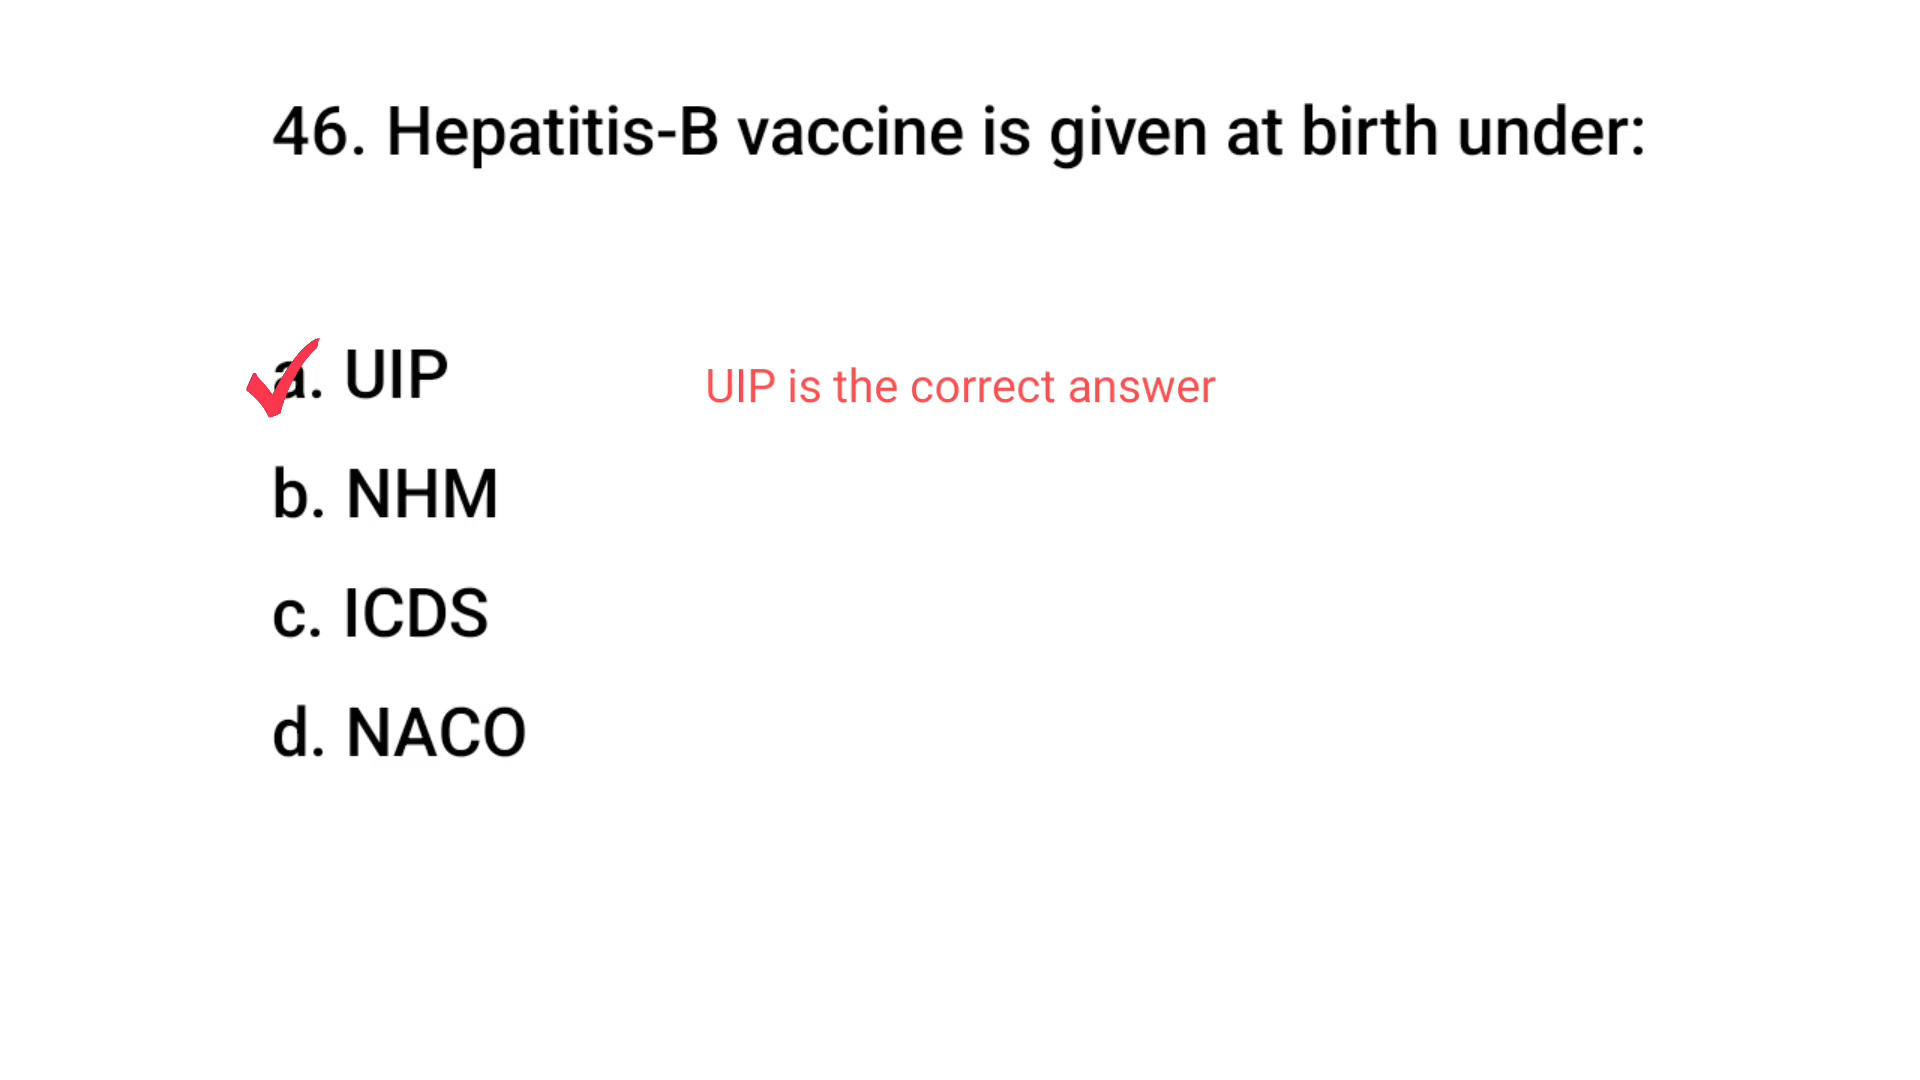 46. Hepatitis-B vaccine is given at birth under:
a. UIP
UIP is the correct answer
b. NHM
c. ICDS
d. NACO